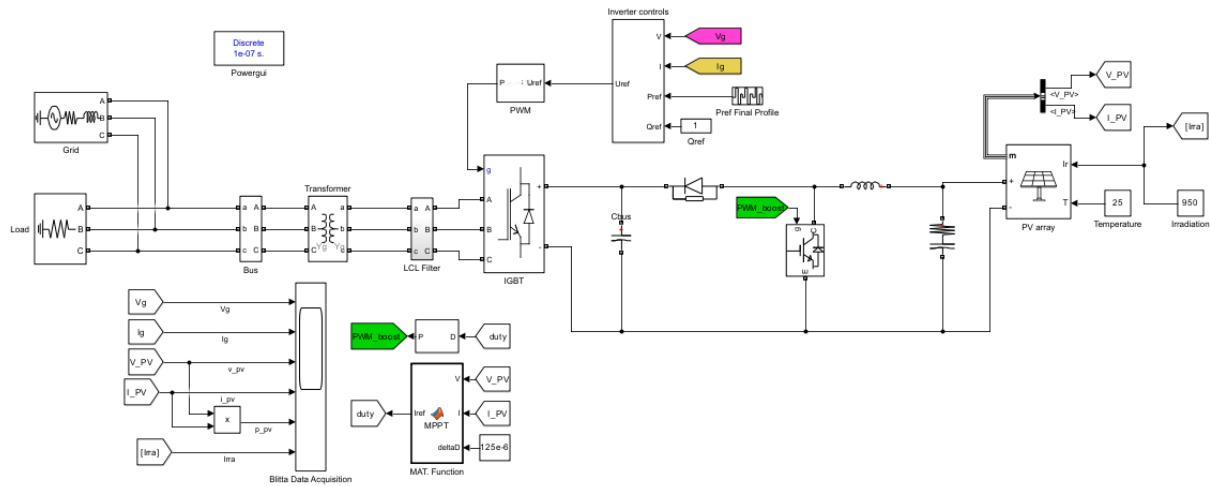 Inverter controls
Discrete
1e-07 s.
Powergui
V
Vg
I
Ig
P
Uref
PWM
Uref
Pref
Pref Final Profile
Qref
1
Qref
V_PV
<V_PV>
<I_PV>
I_PV
[Irra]
A
B
C
Grid
g
m
Ir
+
-
T
PV array
25
Temperature
950
Irradiation
Load
A
B
C
a
b
c
A
B
C
Bus
Transformer
A
B
C
Yg
Yg
a
b
c
a
b
c
A
B
C
LCL Filter
A
B
C
+
-
IGBT
Cbus
PWM_boost
g
C
E
Vg
Vg
Ig
Ig
V_PV
v_pv
I_PV
i_pv
x
p_pv
[Irra]
Irra
Blitta Data Acquisition
PWM_boost
P
D
duty
duty
Iref
MPPT
V
V_PV
I
I_PV
deltaD
125e-6
MAT. Function